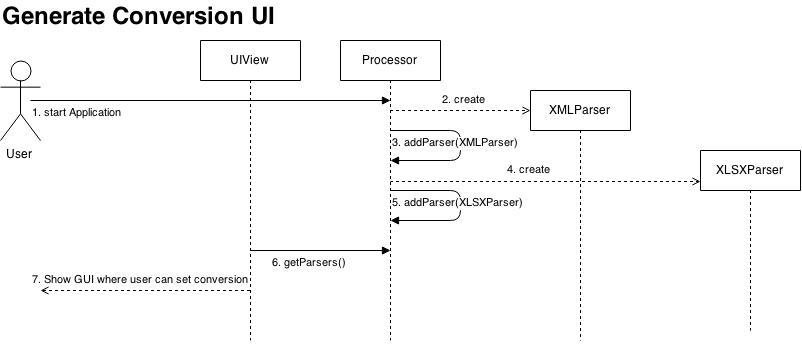 Generate Conversion UI
UIView
Processor
2. create
XMLParser
1. start Application
3. addParser(XMLParser)
User
4. create
XLSXParser
5. addParser(XLSXParser)
6. getParsers()
7. Show GUI where user can set conversion